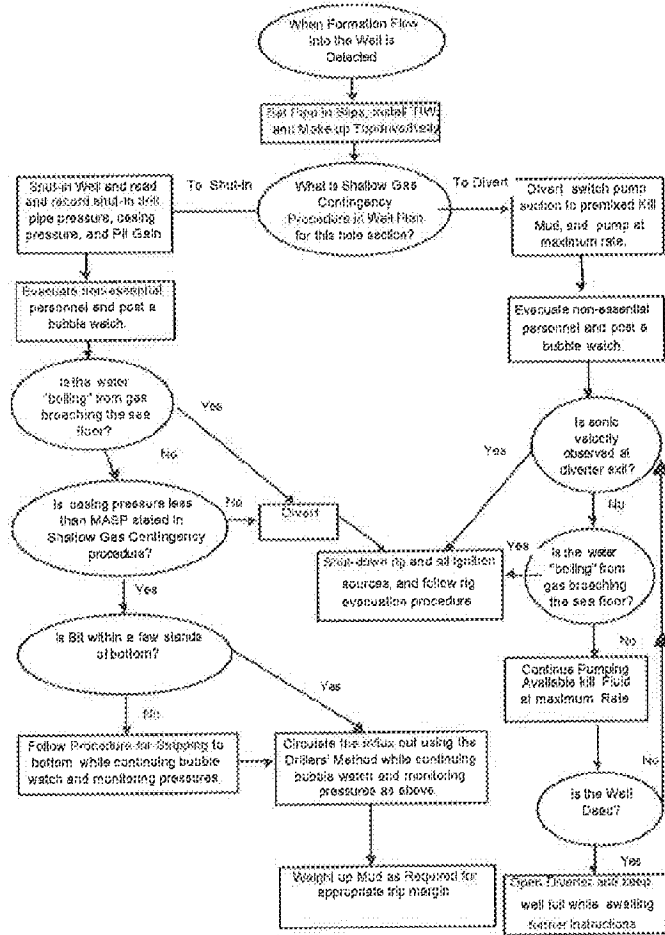 When Formation Flow
Into the Well is
Detected
Set Pipe in Slips, Install TIW
and Make up Topdrive/Kelly
What is Shallow Gas
Contingency
Procedure in Well Plan
for this hole section?
To Shut-In
To Divert
Shut-in Well and read
and record shut-in drill
pipe pressure, casing
pressure, and Pit Gain
Divert switch pump
suction to premixed Kill
Mud, and pump at
maximum rate.
Evacuate non-essential
personnel and post a
bubble watch.
Evacuate non-essential
personnel and post a
bubble watch.
Is the water
"boiling" from gas
broaching the sea
floor?
Yes
No
Is sonic
velocity
observed at
diverter exit?
Yes
No
Is casing pressure less
than MASP stated in
Shallow Gas Contingency
procedure?
No
Divert
Yes
Shut-down rig and all ignition
sources, and follow rig
evacuation procedure
Yes
Is the water
"boiling" from
gas broaching
the sea floor?
No
Is Bit within a few stands
of bottom?
Yes
No
Continue Pumping
Available kill Fluid
at maximum Rate
Follow Procedure for Stripping to
bottom while continuing bubble
watch and monitoring pressures.
Circulate the influx out using the
Drillers' Method while continuing
bubble watch and monitoring
pressures as above.
Is the Well
Dead?
No
Yes
Weight up Mud as Required for
appropriate trip margin
Open Diverter and keep
well full while awaiting
further instructions